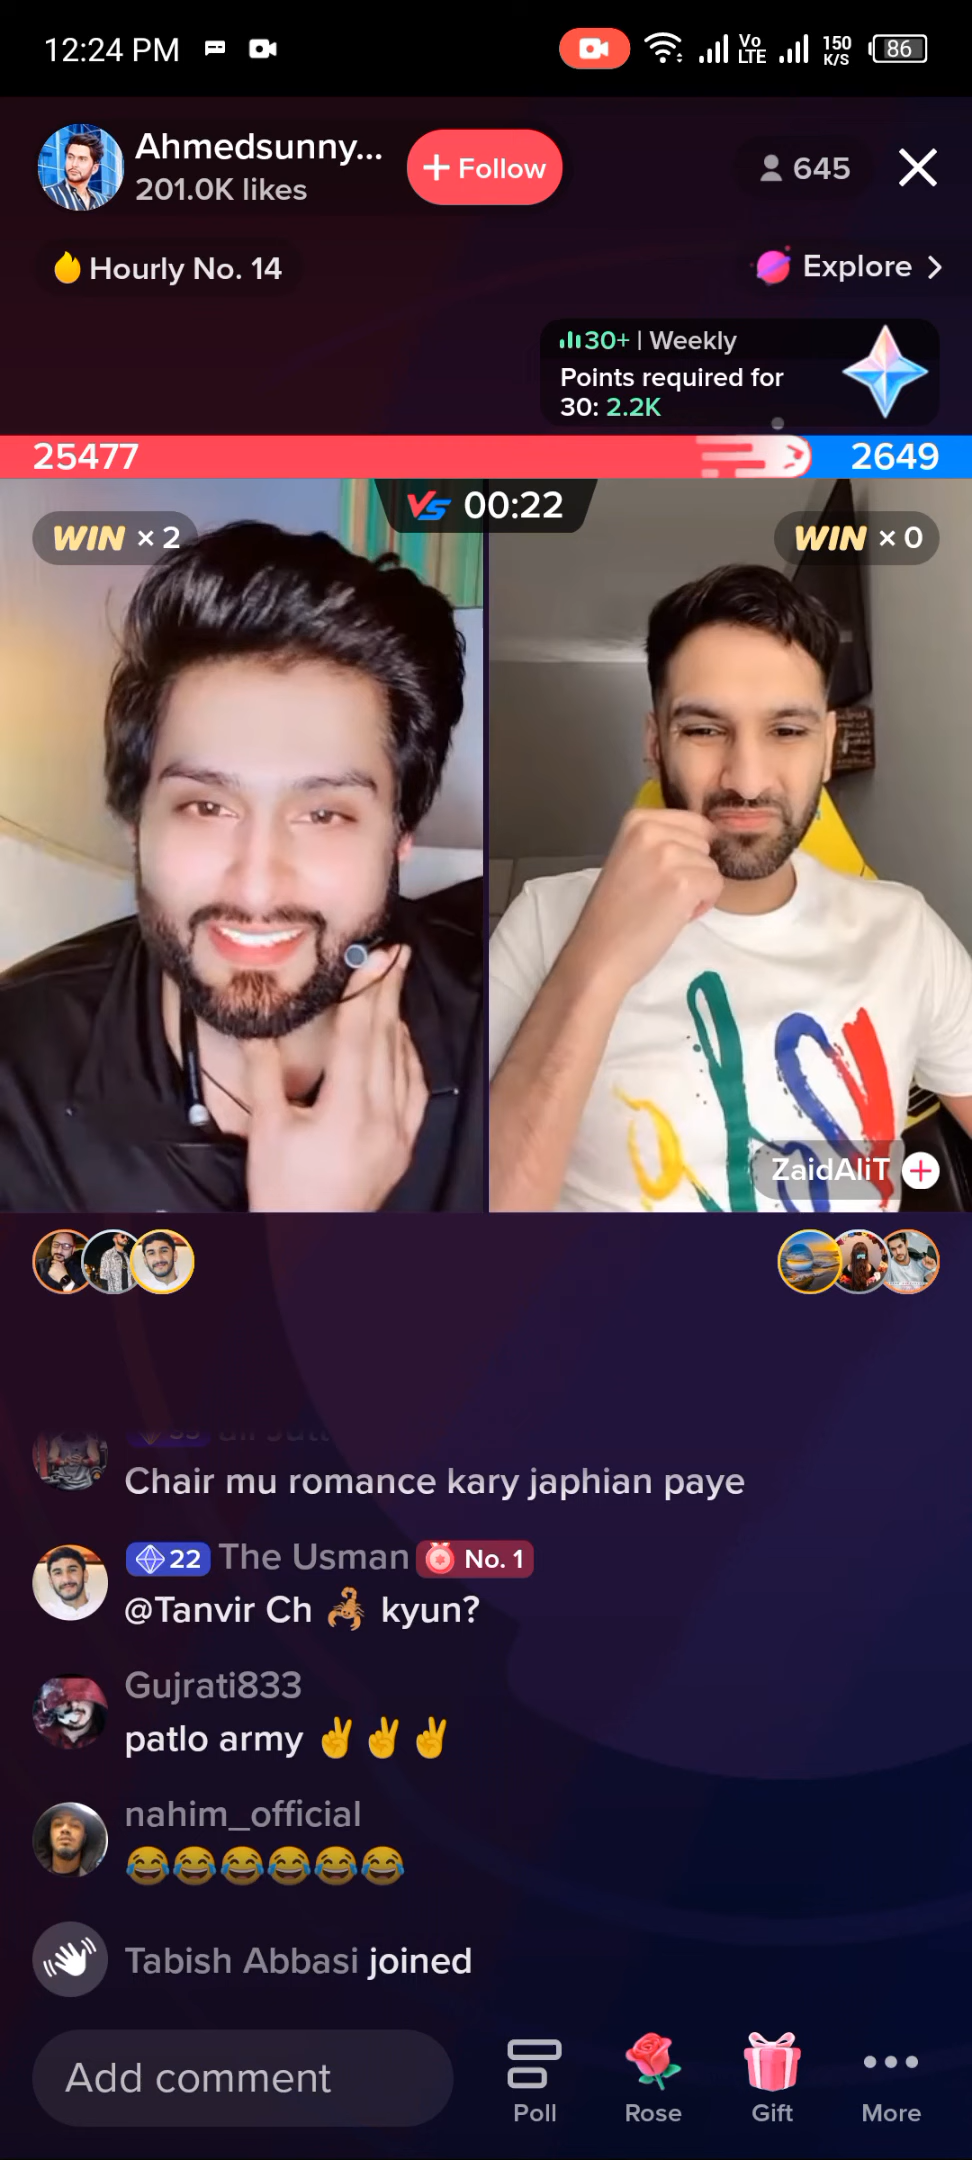 12:24 PM
Vo LTE 150 K/S 86
Ahmedsunny...
201.0K likes
+ Follow
645
Hourly No. 14
Explore >
30+ | Weekly
Points required for
30: 2.2K
25477
2649
VS 00:22
WIN × 2
WIN × 0
ZaidAliT
Chair mu romance kary japhian paye
22 The Usman No. 1
@Tanvir Ch 🦂 kyun?
Gujrati833
patlo army ✌️✌️✌️
nahim_official
😂😂😂😂😂😂
Tabish Abbasi joined
Add comment
Poll
Rose
Gift
More